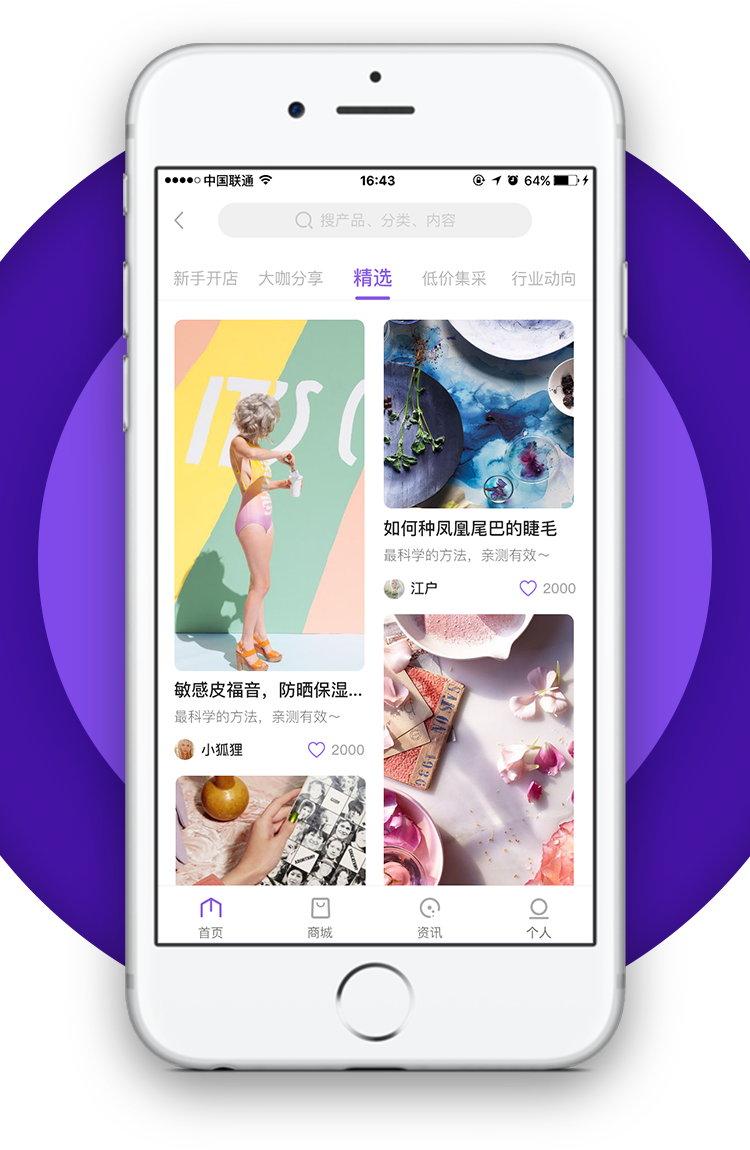 中国联通
16:43
64%
搜产品、分类、内容
新手开店
大咖分享
精选
低价集采
行业动向
IT'S
如何种凤凰尾巴的睫毛
最科学的方法，亲测有效～
江户
2000
敏感皮福音，防晒保湿...
最科学的方法，亲测有效～
小狐狸
2000
首页
商城
资讯
个人